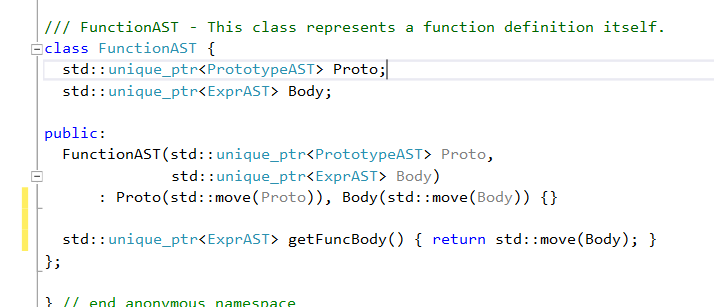 /// FunctionAST - This class represents a function definition itself.
class FunctionAST {
std::unique_ptr<PrototypeAST> Proto;
std::unique_ptr<ExprAST> Body;
public:
FunctionAST(std::unique_ptr<PrototypeAST> Proto,
std::unique_ptr<ExprAST> Body)
: Proto(std::move(Proto)), Body(std::move(Body)) {}
std::unique_ptr<ExprAST> getFuncBody() { return std::move(Body); }
};
} // end anonymous namespace